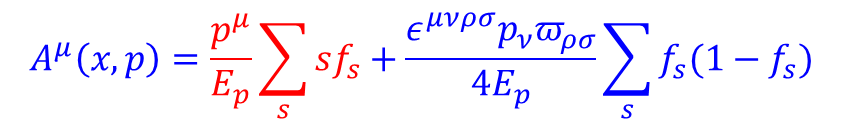 A^μ(x, p) = p^μ/E_p ∑_s s f_s + ϵ^{μνρσ} p_ν ϖ_{ρσ}/4E_p ∑_s f_s(1 − f_s)